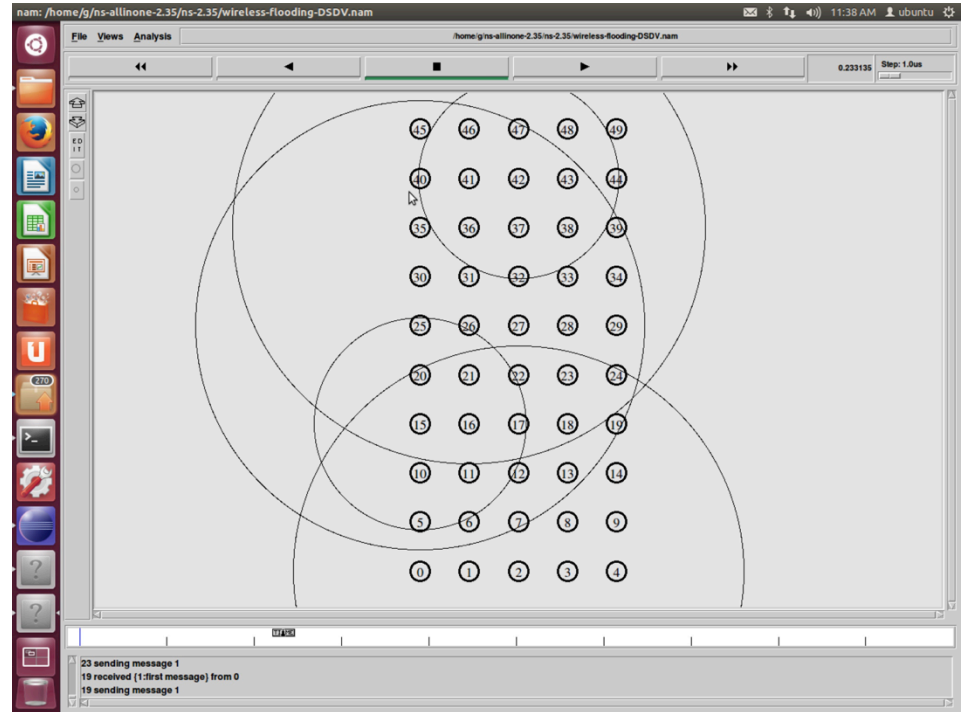 nam: /home/g/ns-allinone-2.35/ns-2.35/wireless-flooding-DSDV.nam 11:38 AM ubuntu
File Views Analysis /home/g/ns-allinone-2.35/ns-2.35/wireless-flooding-DSDV.nam
0.233135 Step: 1.0us
ED
IT
45 46 47 48 49
40 41 42 43 44
35 36 37 38 39
30 31 32 33 34
25 26 27 28 29
20 21 22 23 24
15 16 17 18 19
10 11 12 13 14
5 6 7 8 9
0 1 2 3 4
270
23 sending message 1
19 received {1:first message} from 0
19 sending message 1